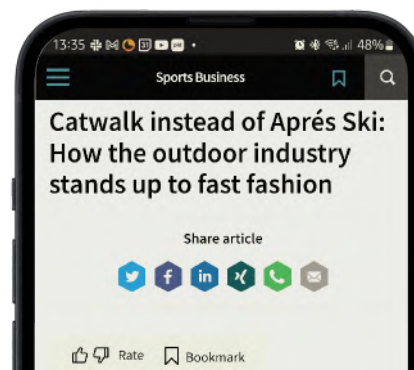 13:35
48%
Sports Business
Catwalk instead of Aprés Ski:
How the outdoor industry
stands up to fast fashion
Share article
Rate
Bookmark